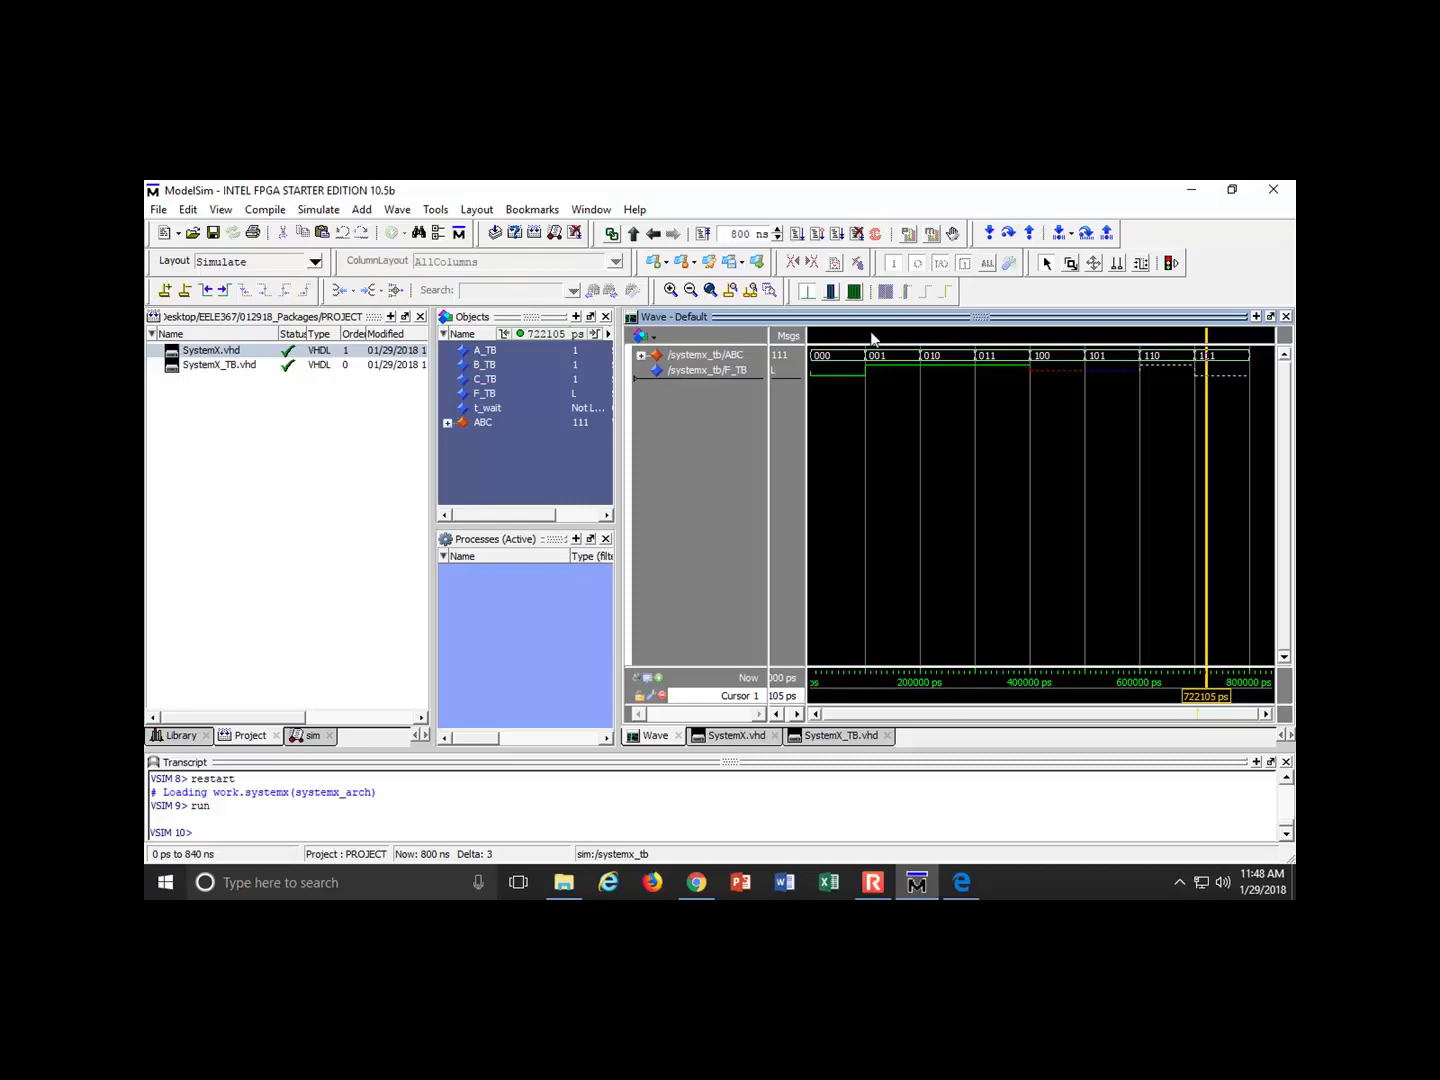 ModelSim - INTEL FPGA STARTER EDITION 10.5b
File Edit View Compile Simulate Add Wave Tools Layout Bookmarks Window Help
800 ns
Layout Simulate ColumnLayout AllColumns
Search:
Desktop/EELE367/012918_Packages/PROJECT
Name Status Type Order Modified
SystemX.vhd VHDL 1 01/29/2018 1
SystemX_TB.vhd VHDL 0 01/29/2018 1
Objects
Name 722105 ps
A_TB 1
B_TB 1
C_TB 1
F_TB L
t_wait Not L...
ABC 111
Processes (Active)
Name Type (filte
Wave - Default
Msgs
/systemx_tb/ABC 111 000 001 010 011 100 101 110 111
/systemx_tb/F_TB L
Now 000 ps
Cursor 1 105 ps
ps 200000 ps 400000 ps 600000 ps 800000 ps
722105 ps
Library Project sim
Wave SystemX.vhd SystemX_TB.vhd
Transcript
VSIM 8> restart
# Loading work.systemx(systemx_arch)
VSIM 9> run
VSIM 10>
0 ps to 840 ns Project : PROJECT Now: 800 ns Delta: 3 sim:/systemx_tb
Type here to search
11:48 AM
1/29/2018